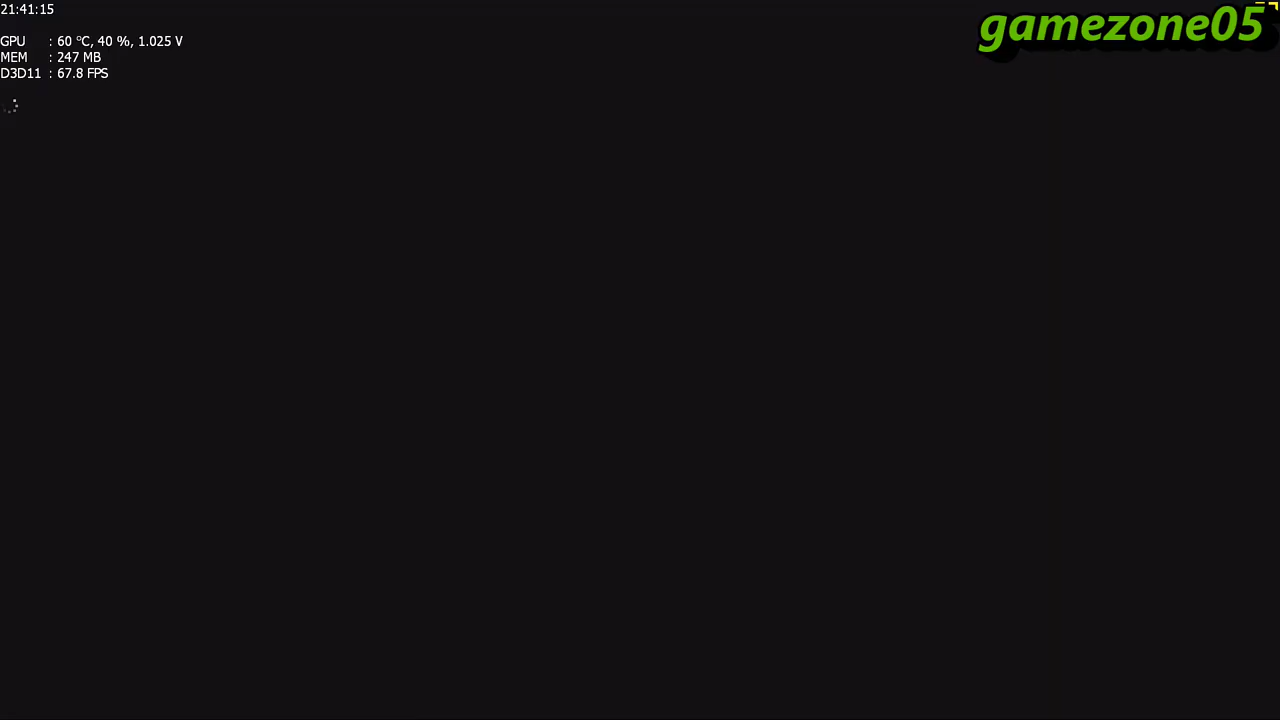 21:41:15
gamezone05
GPU : 60 °C, 40 %, 1.025 V
MEM : 247 MB
D3D11 : 67.8 FPS